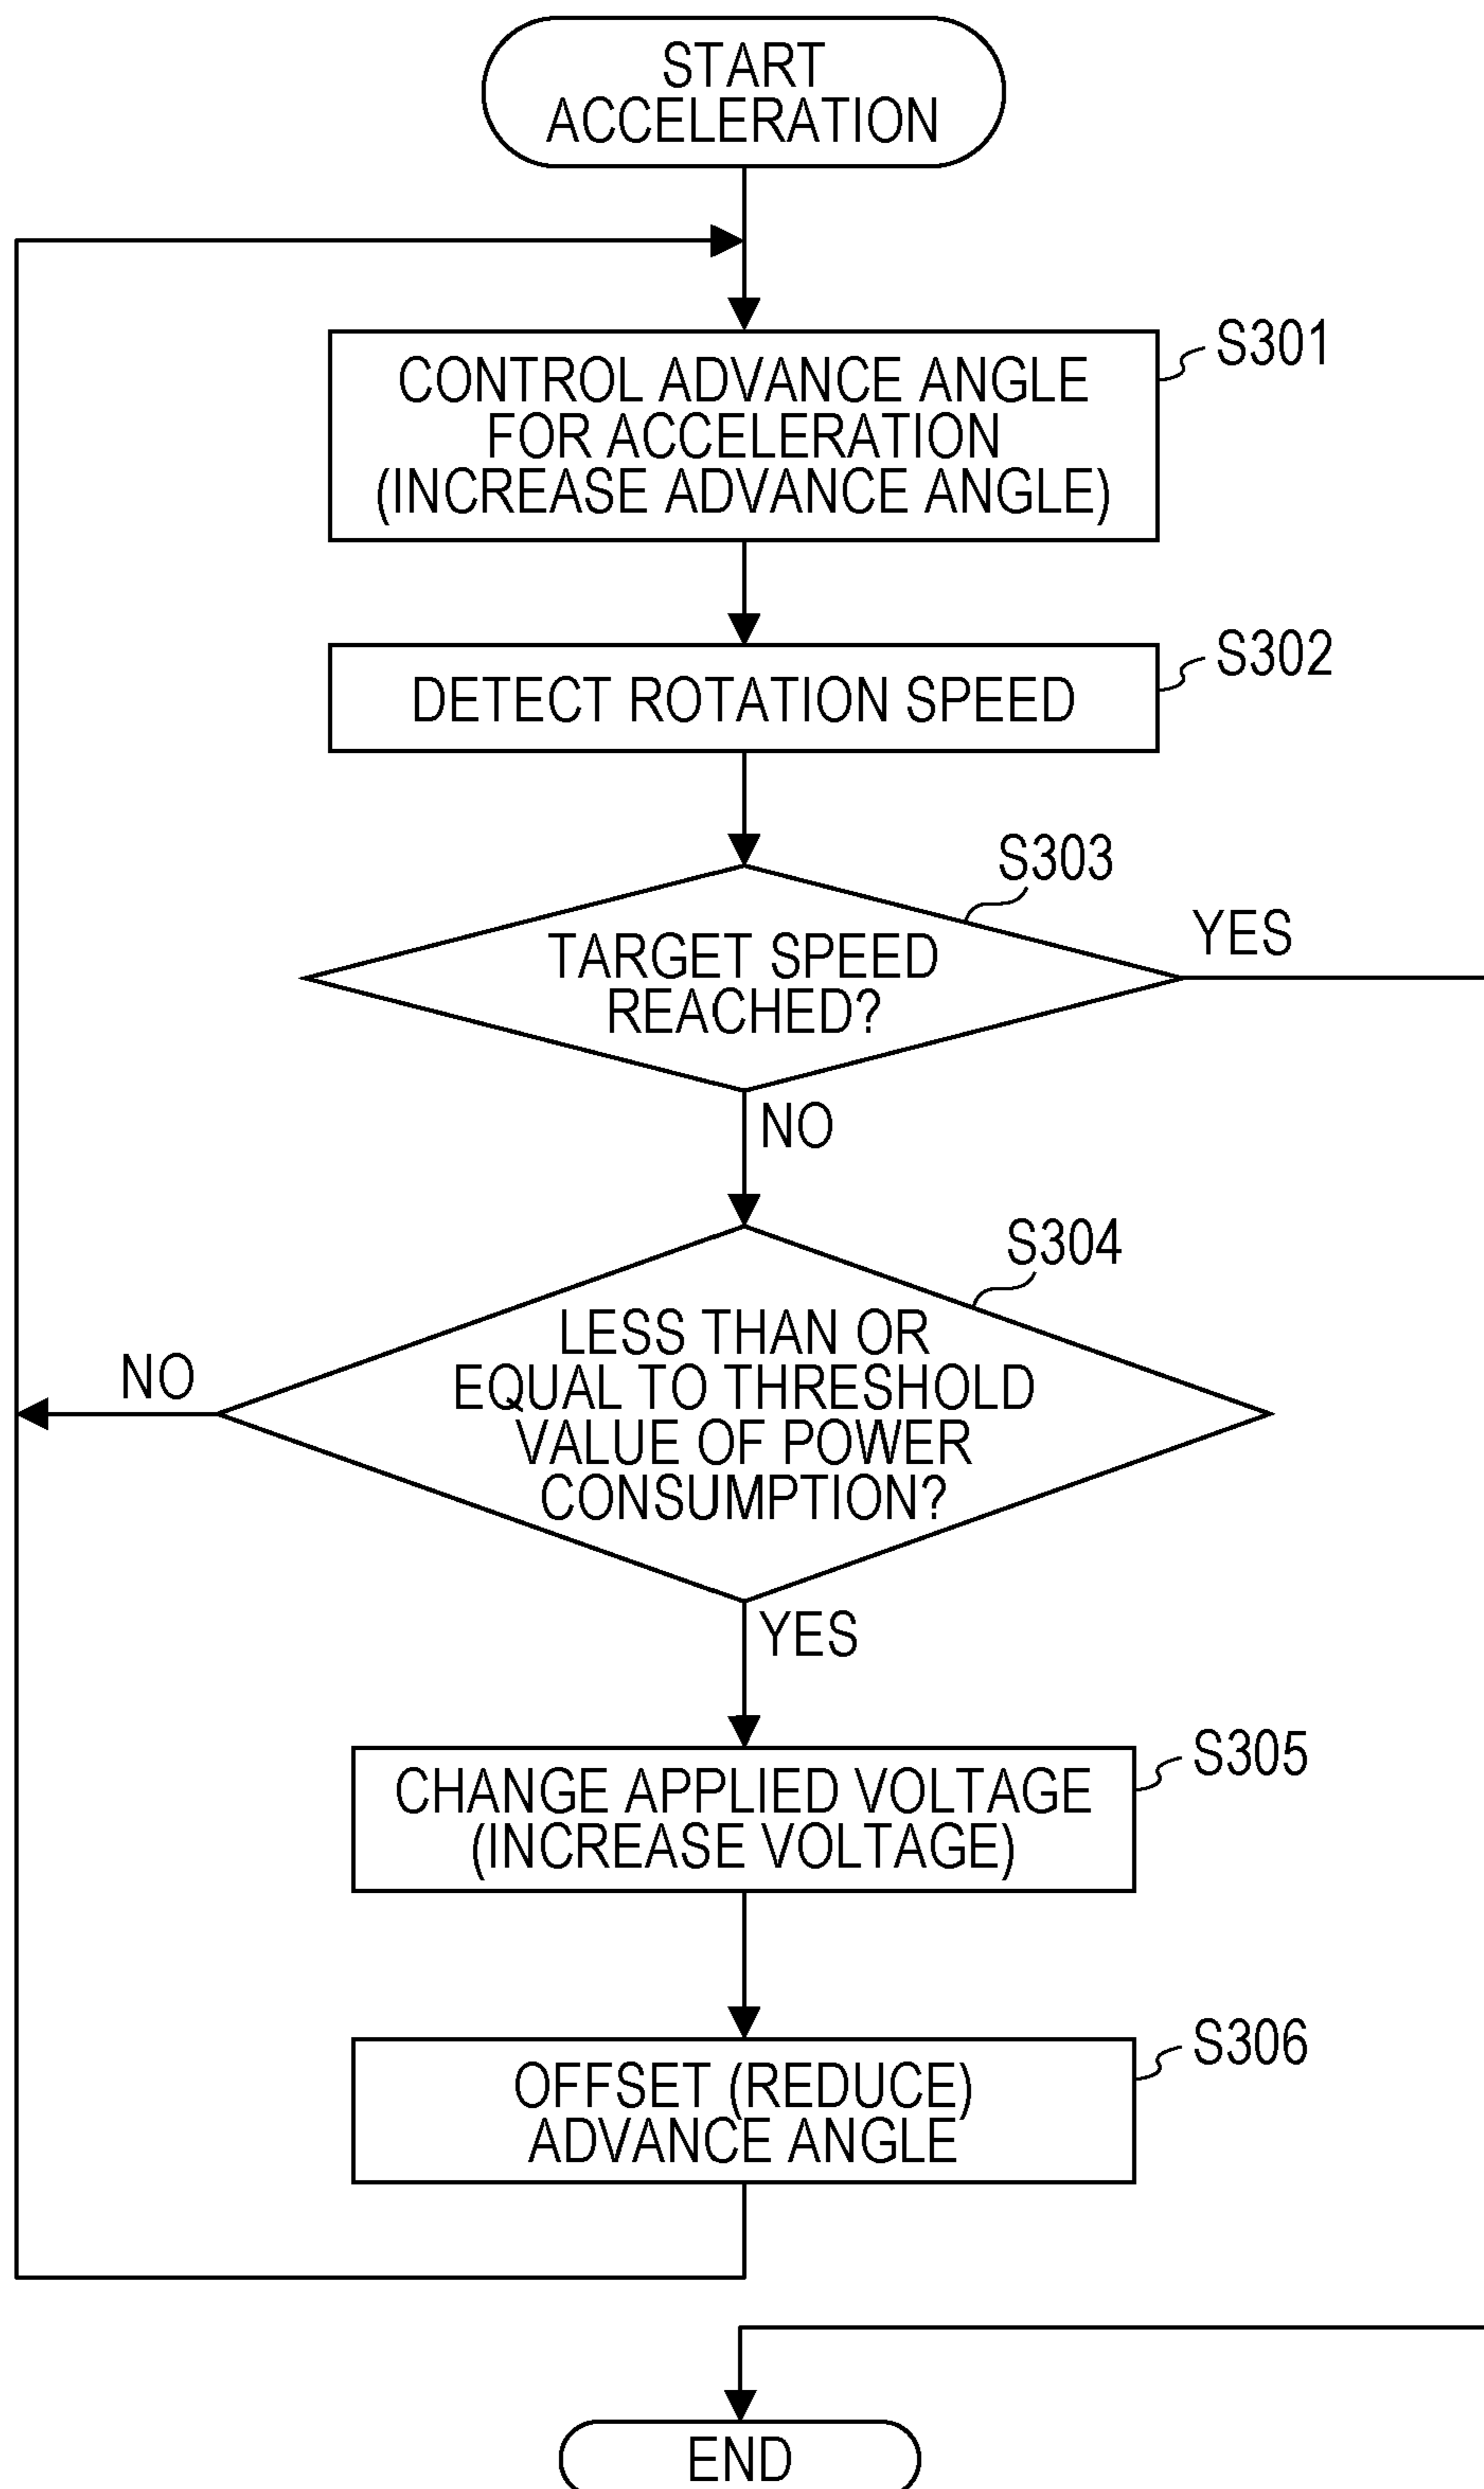 START
ACCELERATION
S301
CONTROL ADVANCE ANGLE
FOR ACCELERATION
(INCREASE ADVANCE ANGLE)
S302
DETECT ROTATION SPEED
S303
YES
TARGET SPEED
REACHED?
NO
S304
LESS THAN OR
EQUAL TO THRESHOLD
VALUE OF POWER
CONSUMPTION?
NO
YES
S305
CHANGE APPLIED VOLTAGE
(INCREASE VOLTAGE)
S306
OFFSET (REDUCE)
ADVANCE ANGLE
END